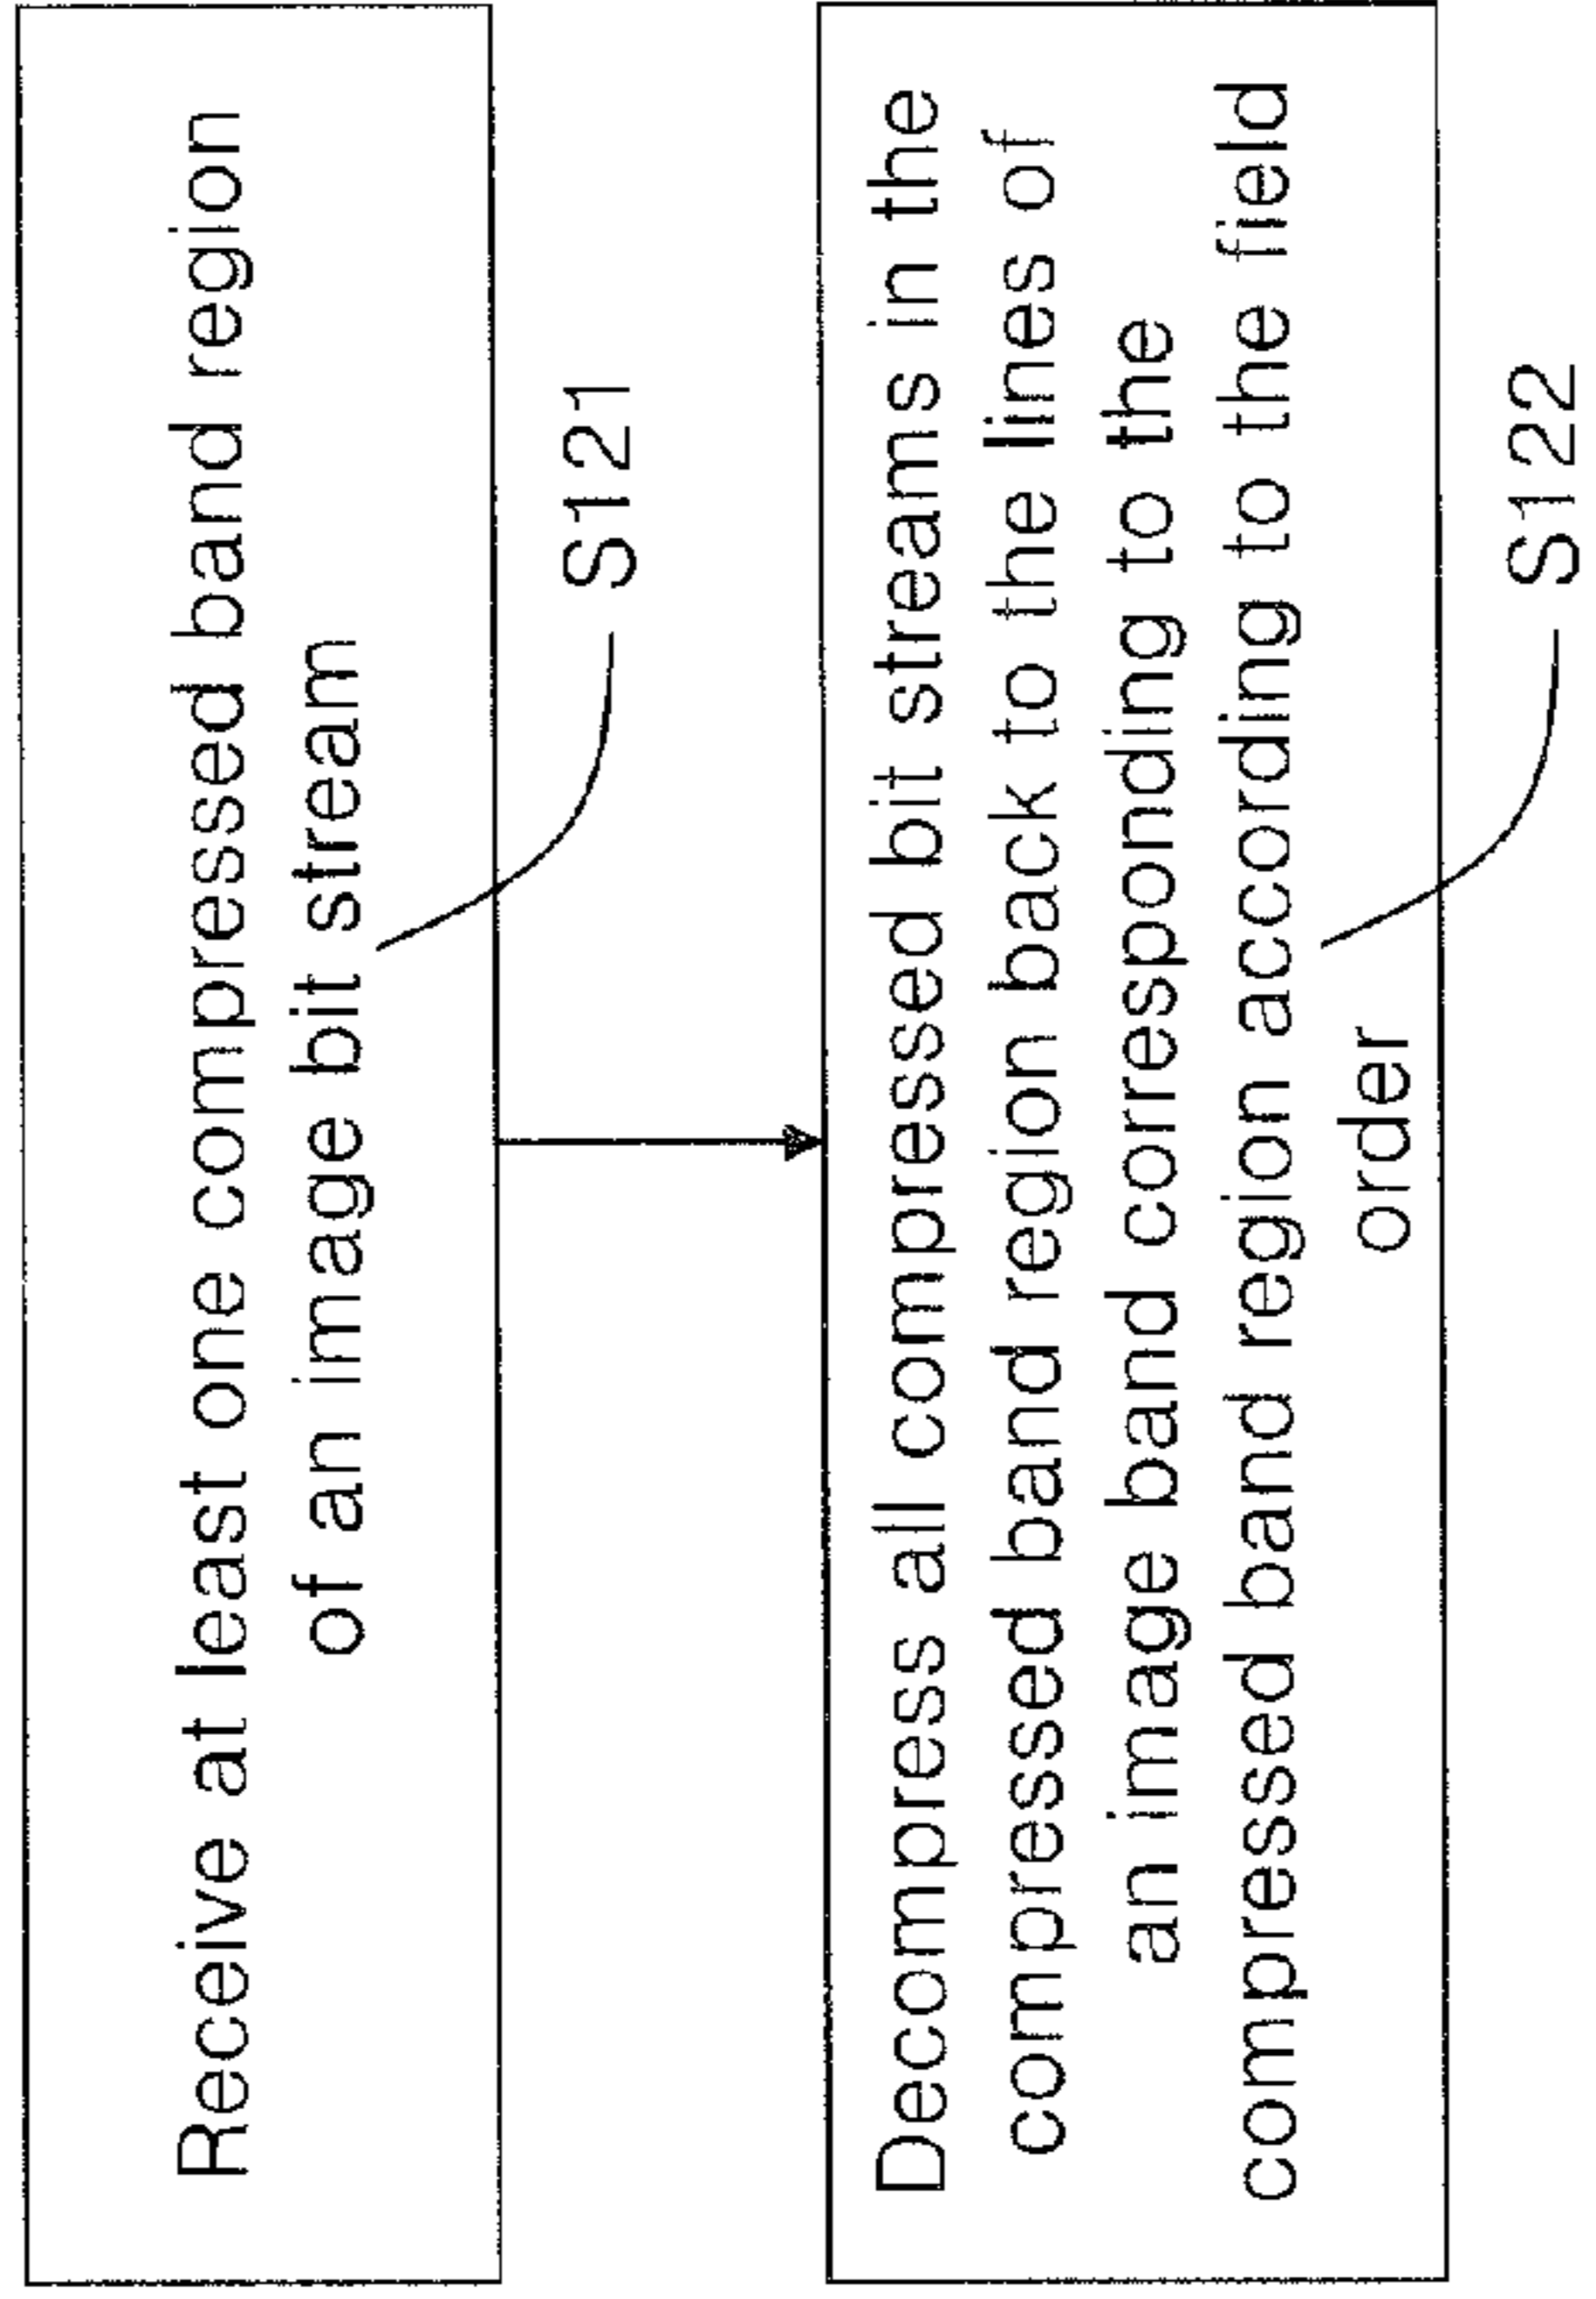 Receive at least one compressed band region
of an image bit stream
S121
Decompress all compressed bit streams in the
compressed band region back to the lines of
an image band corresponding to the
compressed band region according to the field
order
S122